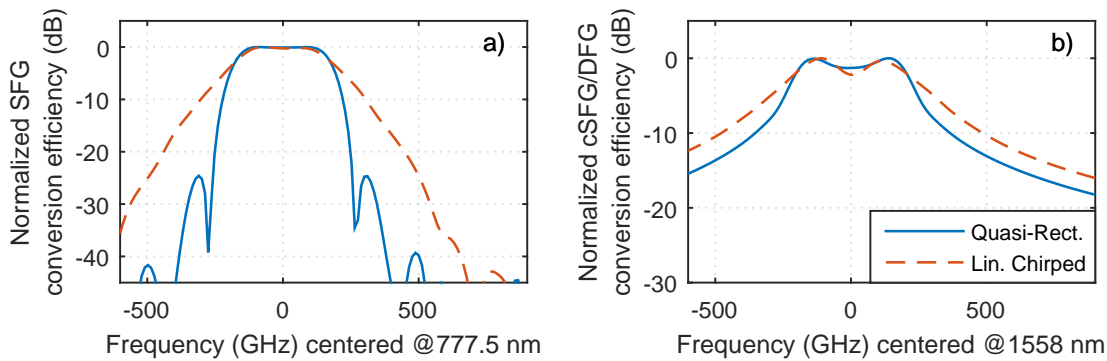 Normalized SFG
conversion efficiency (dB)
0
-10
-20
-30
-40
a)
-500
0
500
Frequency (GHz) centered @777.5 nm
Normalized cSFG/DFG
conversion efficiency (dB)
0
-10
-20
-30
b)
Quasi-Rect.
Lin. Chirped
-500
0
500
Frequency (GHz) centered @1558 nm